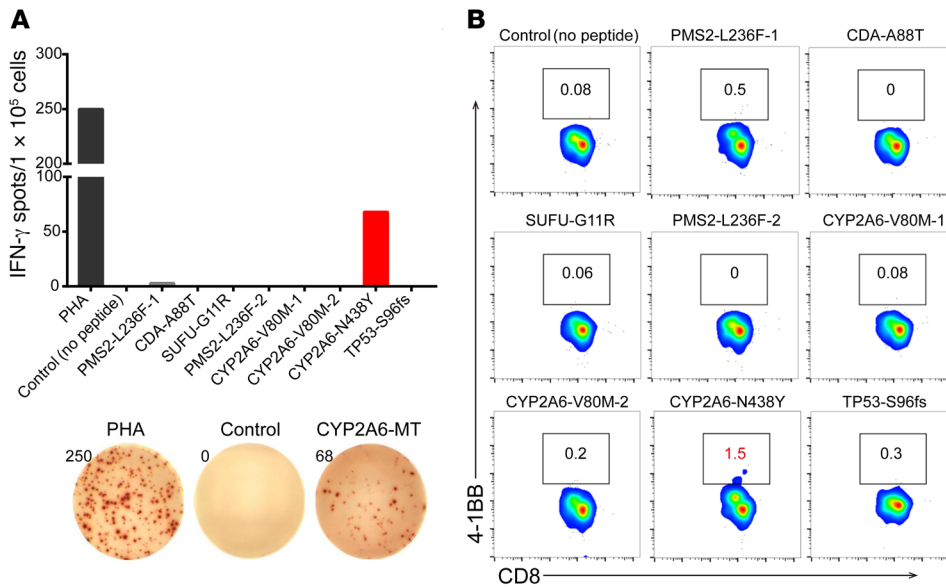 A
IFN-γ spots/1 × 10⁵ cells
300
250
200
100
50
0
PHA
Control (no peptide)
PMS2-L236F-1
CDA-A88T
SUFU-G11R
PMS2-L236F-2
CYP2A6-V80M-1
CYP2A6-V80M-2
CYP2A6-N438Y
TP53-S96fs
PHA Control CYP2A6-MT
250 0 68
B
Control (no peptide) PMS2-L236F-1 CDA-A88T
0.08 0.5 0
SUFU-G11R PMS2-L236F-2 CYP2A6-V80M-1
0.06 0 0.08
CYP2A6-V80M-2 CYP2A6-N438Y TP53-S96fs
0.2 1.5 0.3
4-1BB
CD8